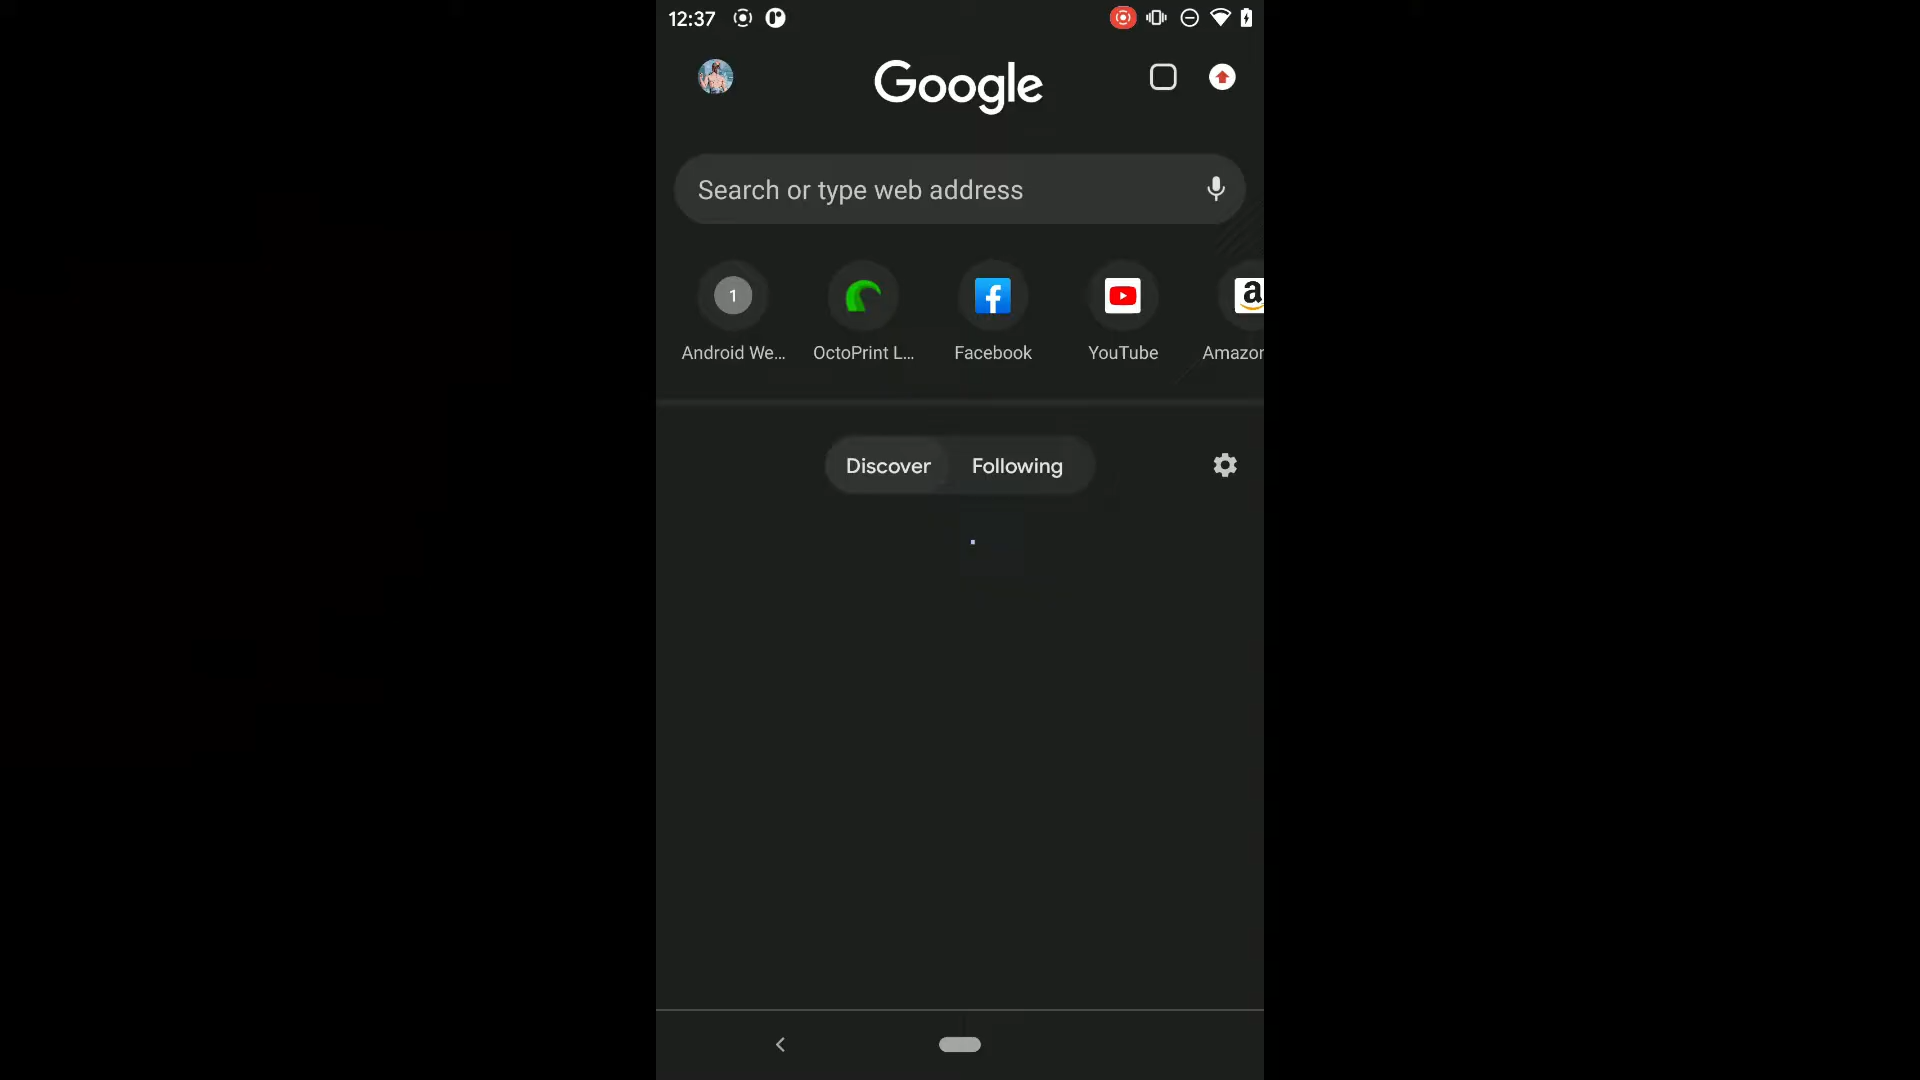 12:37
Google
Search or type web address
1
Android We...
OctoPrint L...
Facebook
YouTube
Amazon
Discover
Following